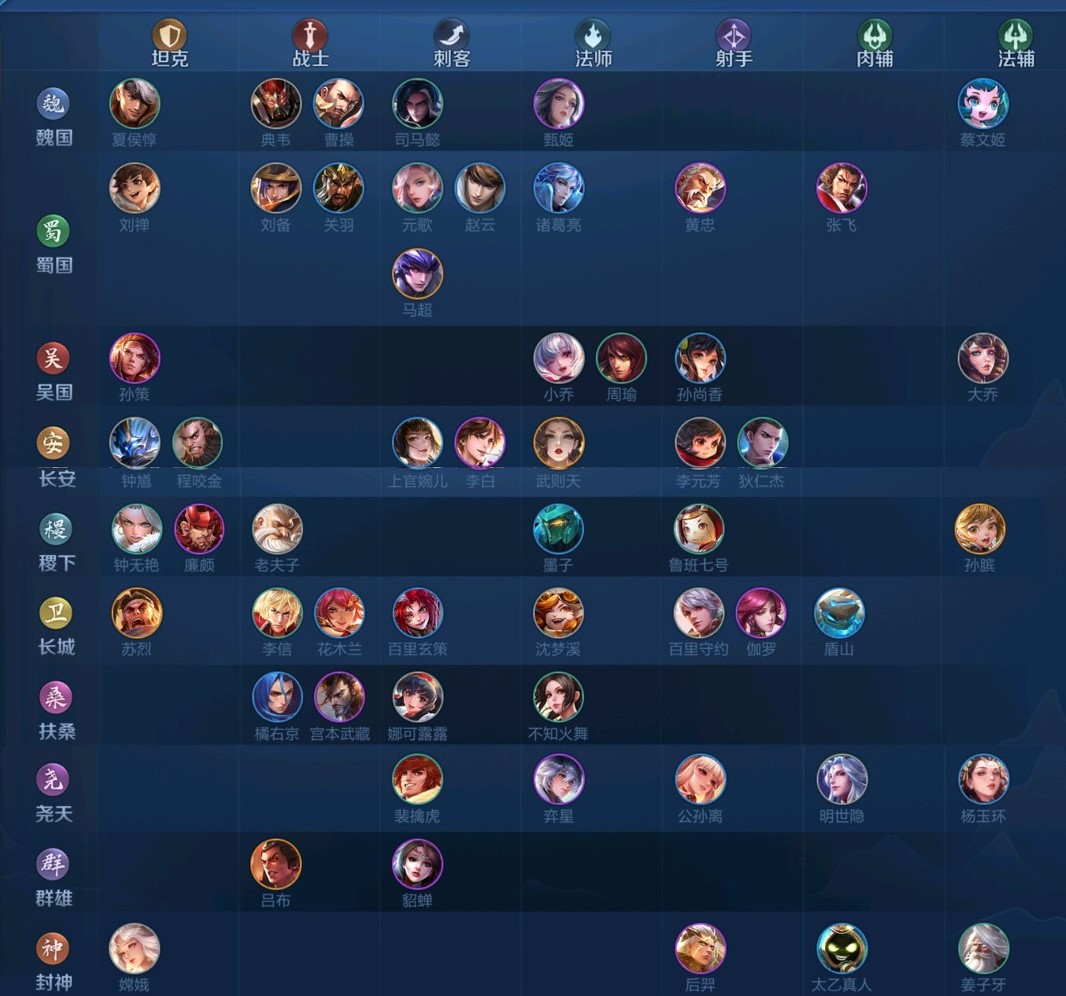 坦克 战士 刺客 法师 射手 肉辅 法辅
魏
魏国
夏侯惇 典韦 曹操 司马懿 甄姬 蔡文姬
刘禅 刘备 关羽 元歌 赵云 诸葛亮 黄忠 张飞
蜀
蜀国
马超
吴
吴国
孙策 小乔 周瑜 孙尚香 大乔
安
长安
钟馗 程咬金 上官婉儿 李白 武则天 李元芳 狄仁杰
稷
稷下
钟无艳 廉颇 老夫子 墨子 鲁班七号 孙膑
卫
长城
苏烈 李信 花木兰 百里玄策 沈梦溪 百里守约 伽罗 盾山
桑
扶桑
橘右京 宫本武藏 娜可露露 不知火舞
尧
尧天
裴擒虎 弈星 公孙离 明世隐 杨玉环
群
群雄
吕布 貂蝉
神
封神
嫦娥 后羿 太乙真人 姜子牙